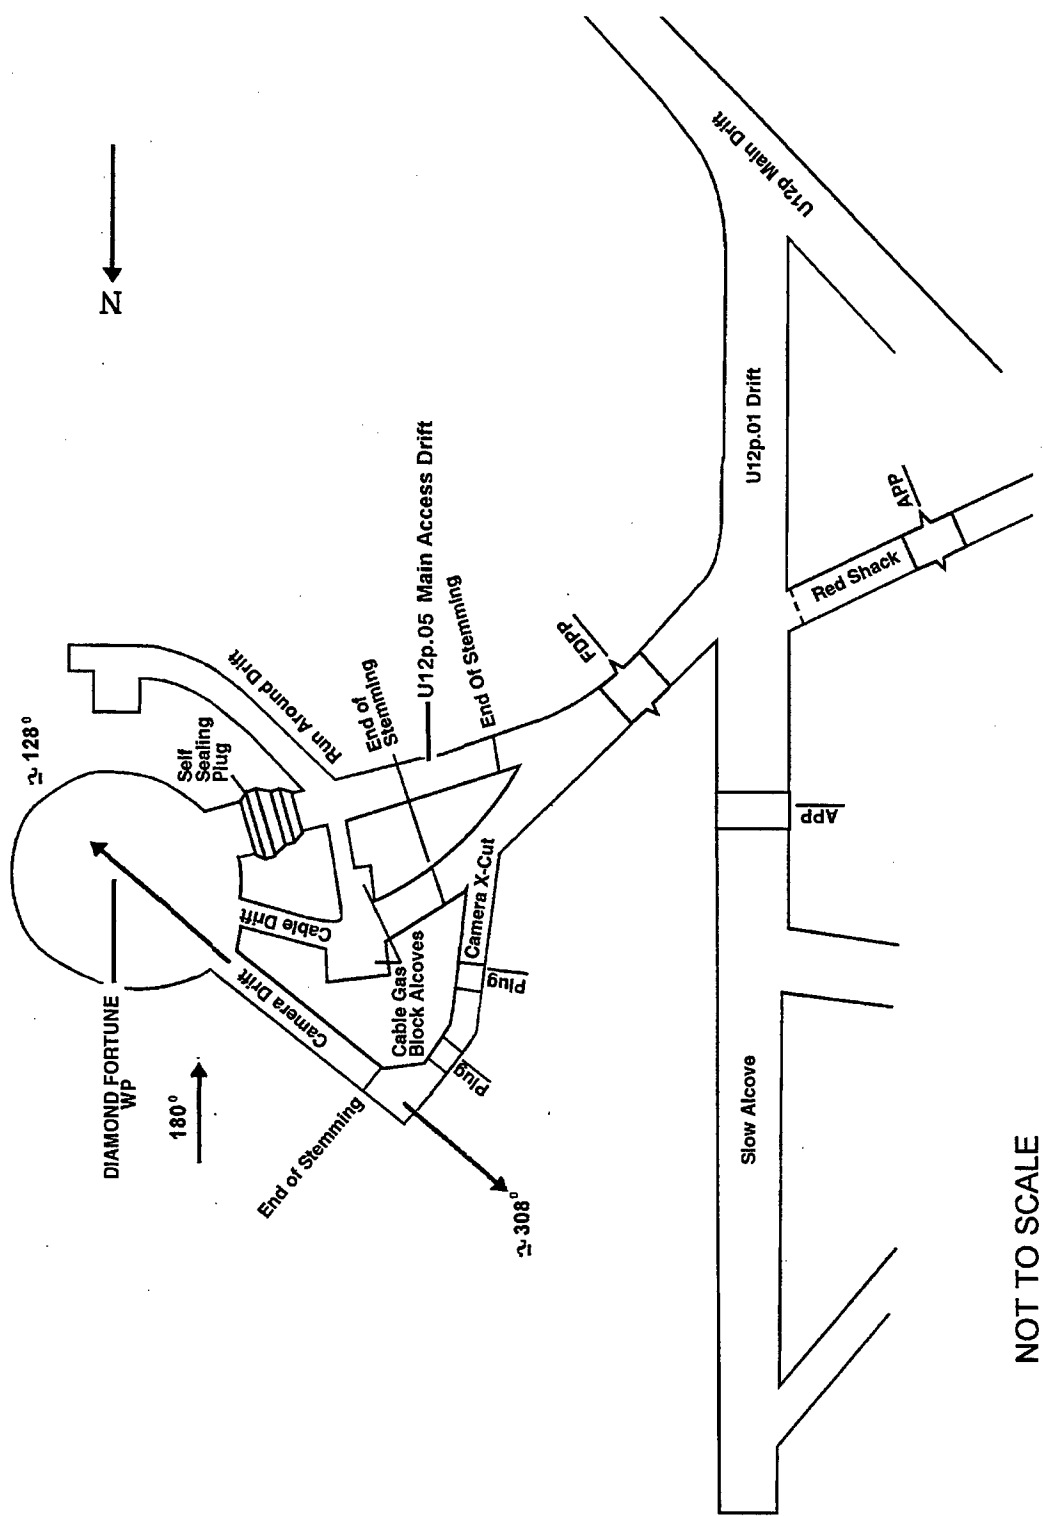 U12p Main Drift
N
U12p.01 Drift
APP
Red Shack
U12p.05 Main Access Drift
End Of Stemming
FDPP
End of
Stemming
Run Around Drift
Self
Sealing
Plug
≈ 128°
Cable Drift
Camera X-Cut
Plug
Cable Gas
Block Alcoves
Plug
Camera Drift
DIAMOND FORTUNE
WP
180°
End of Stemming
≈ 308°
APP
Slow Alcove
NOT TO SCALE